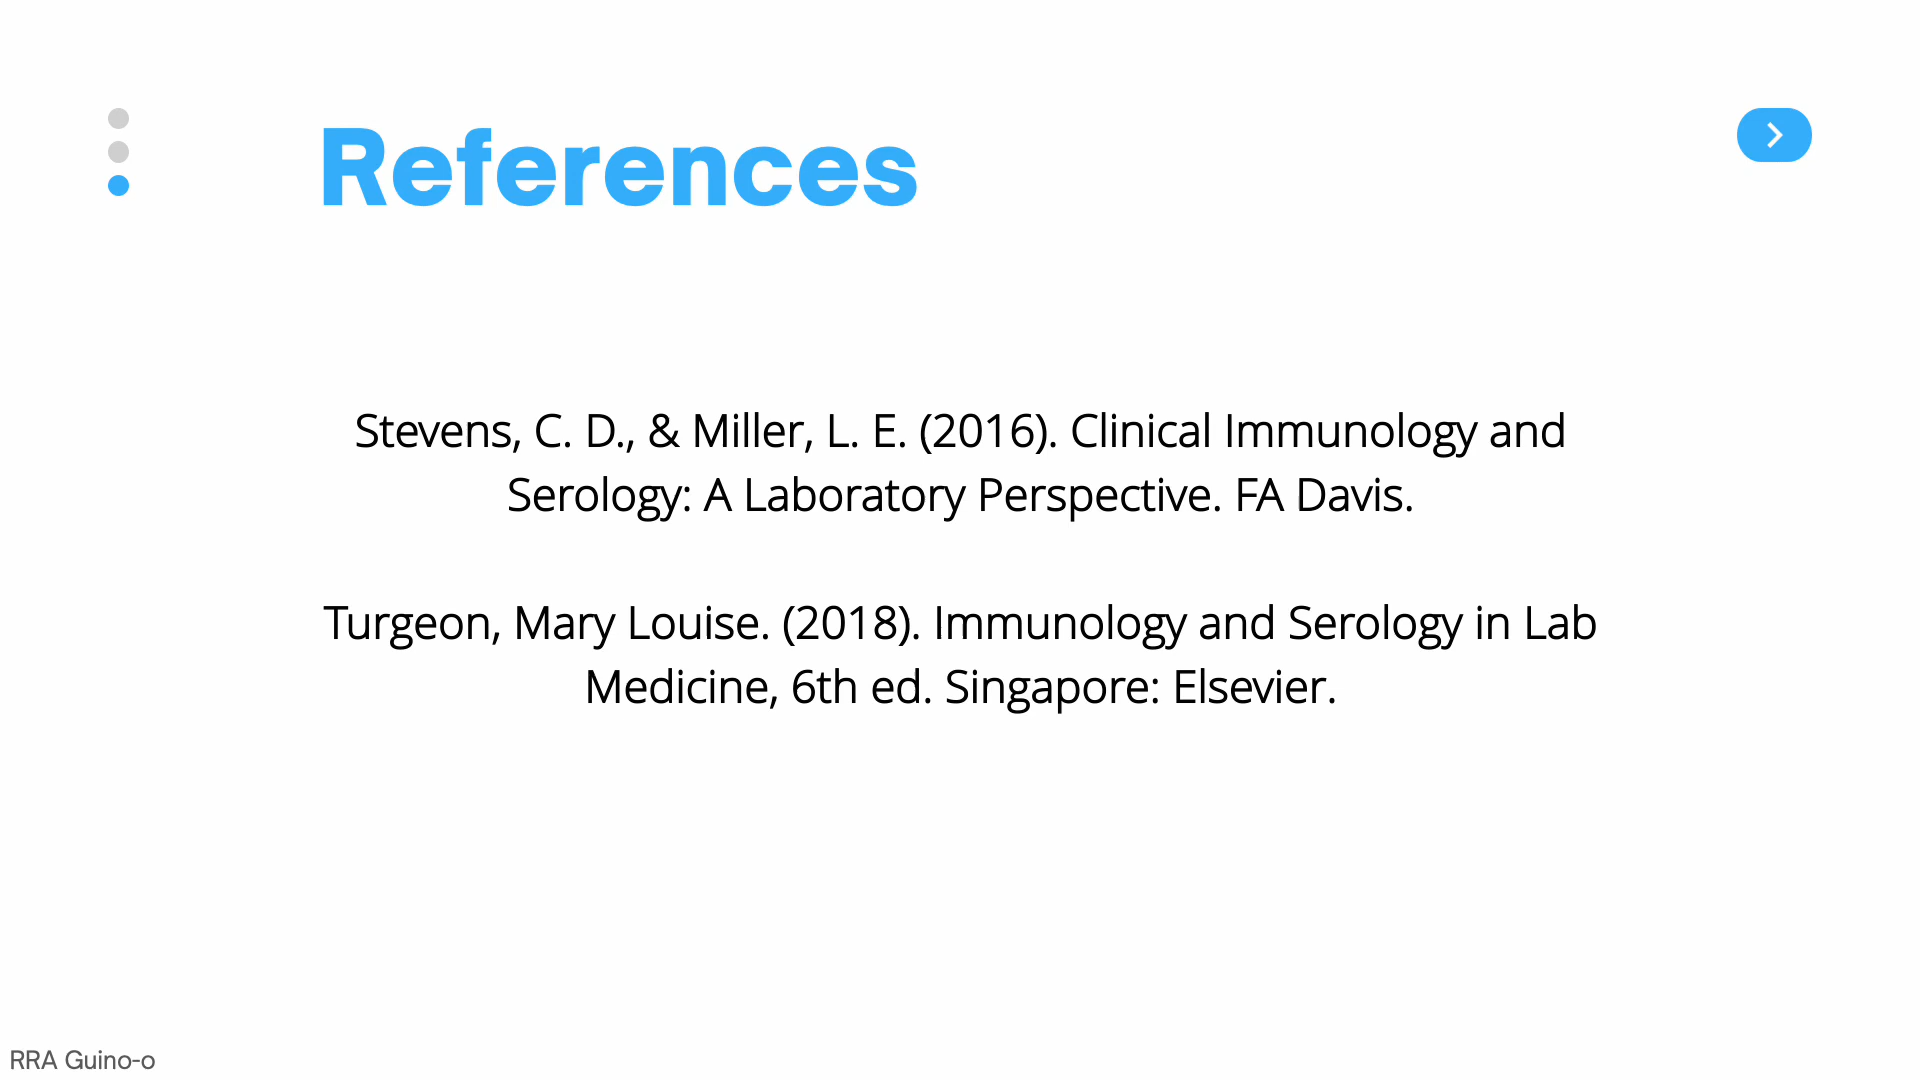 References
Stevens, C. D., & Miller, L. E. (2016). Clinical Immunology and
Serology: A Laboratory Perspective. FA Davis.
Turgeon, Mary Louise. (2018). Immunology and Serology in Lab
Medicine, 6th ed. Singapore: Elsevier.
RRA Guino-o